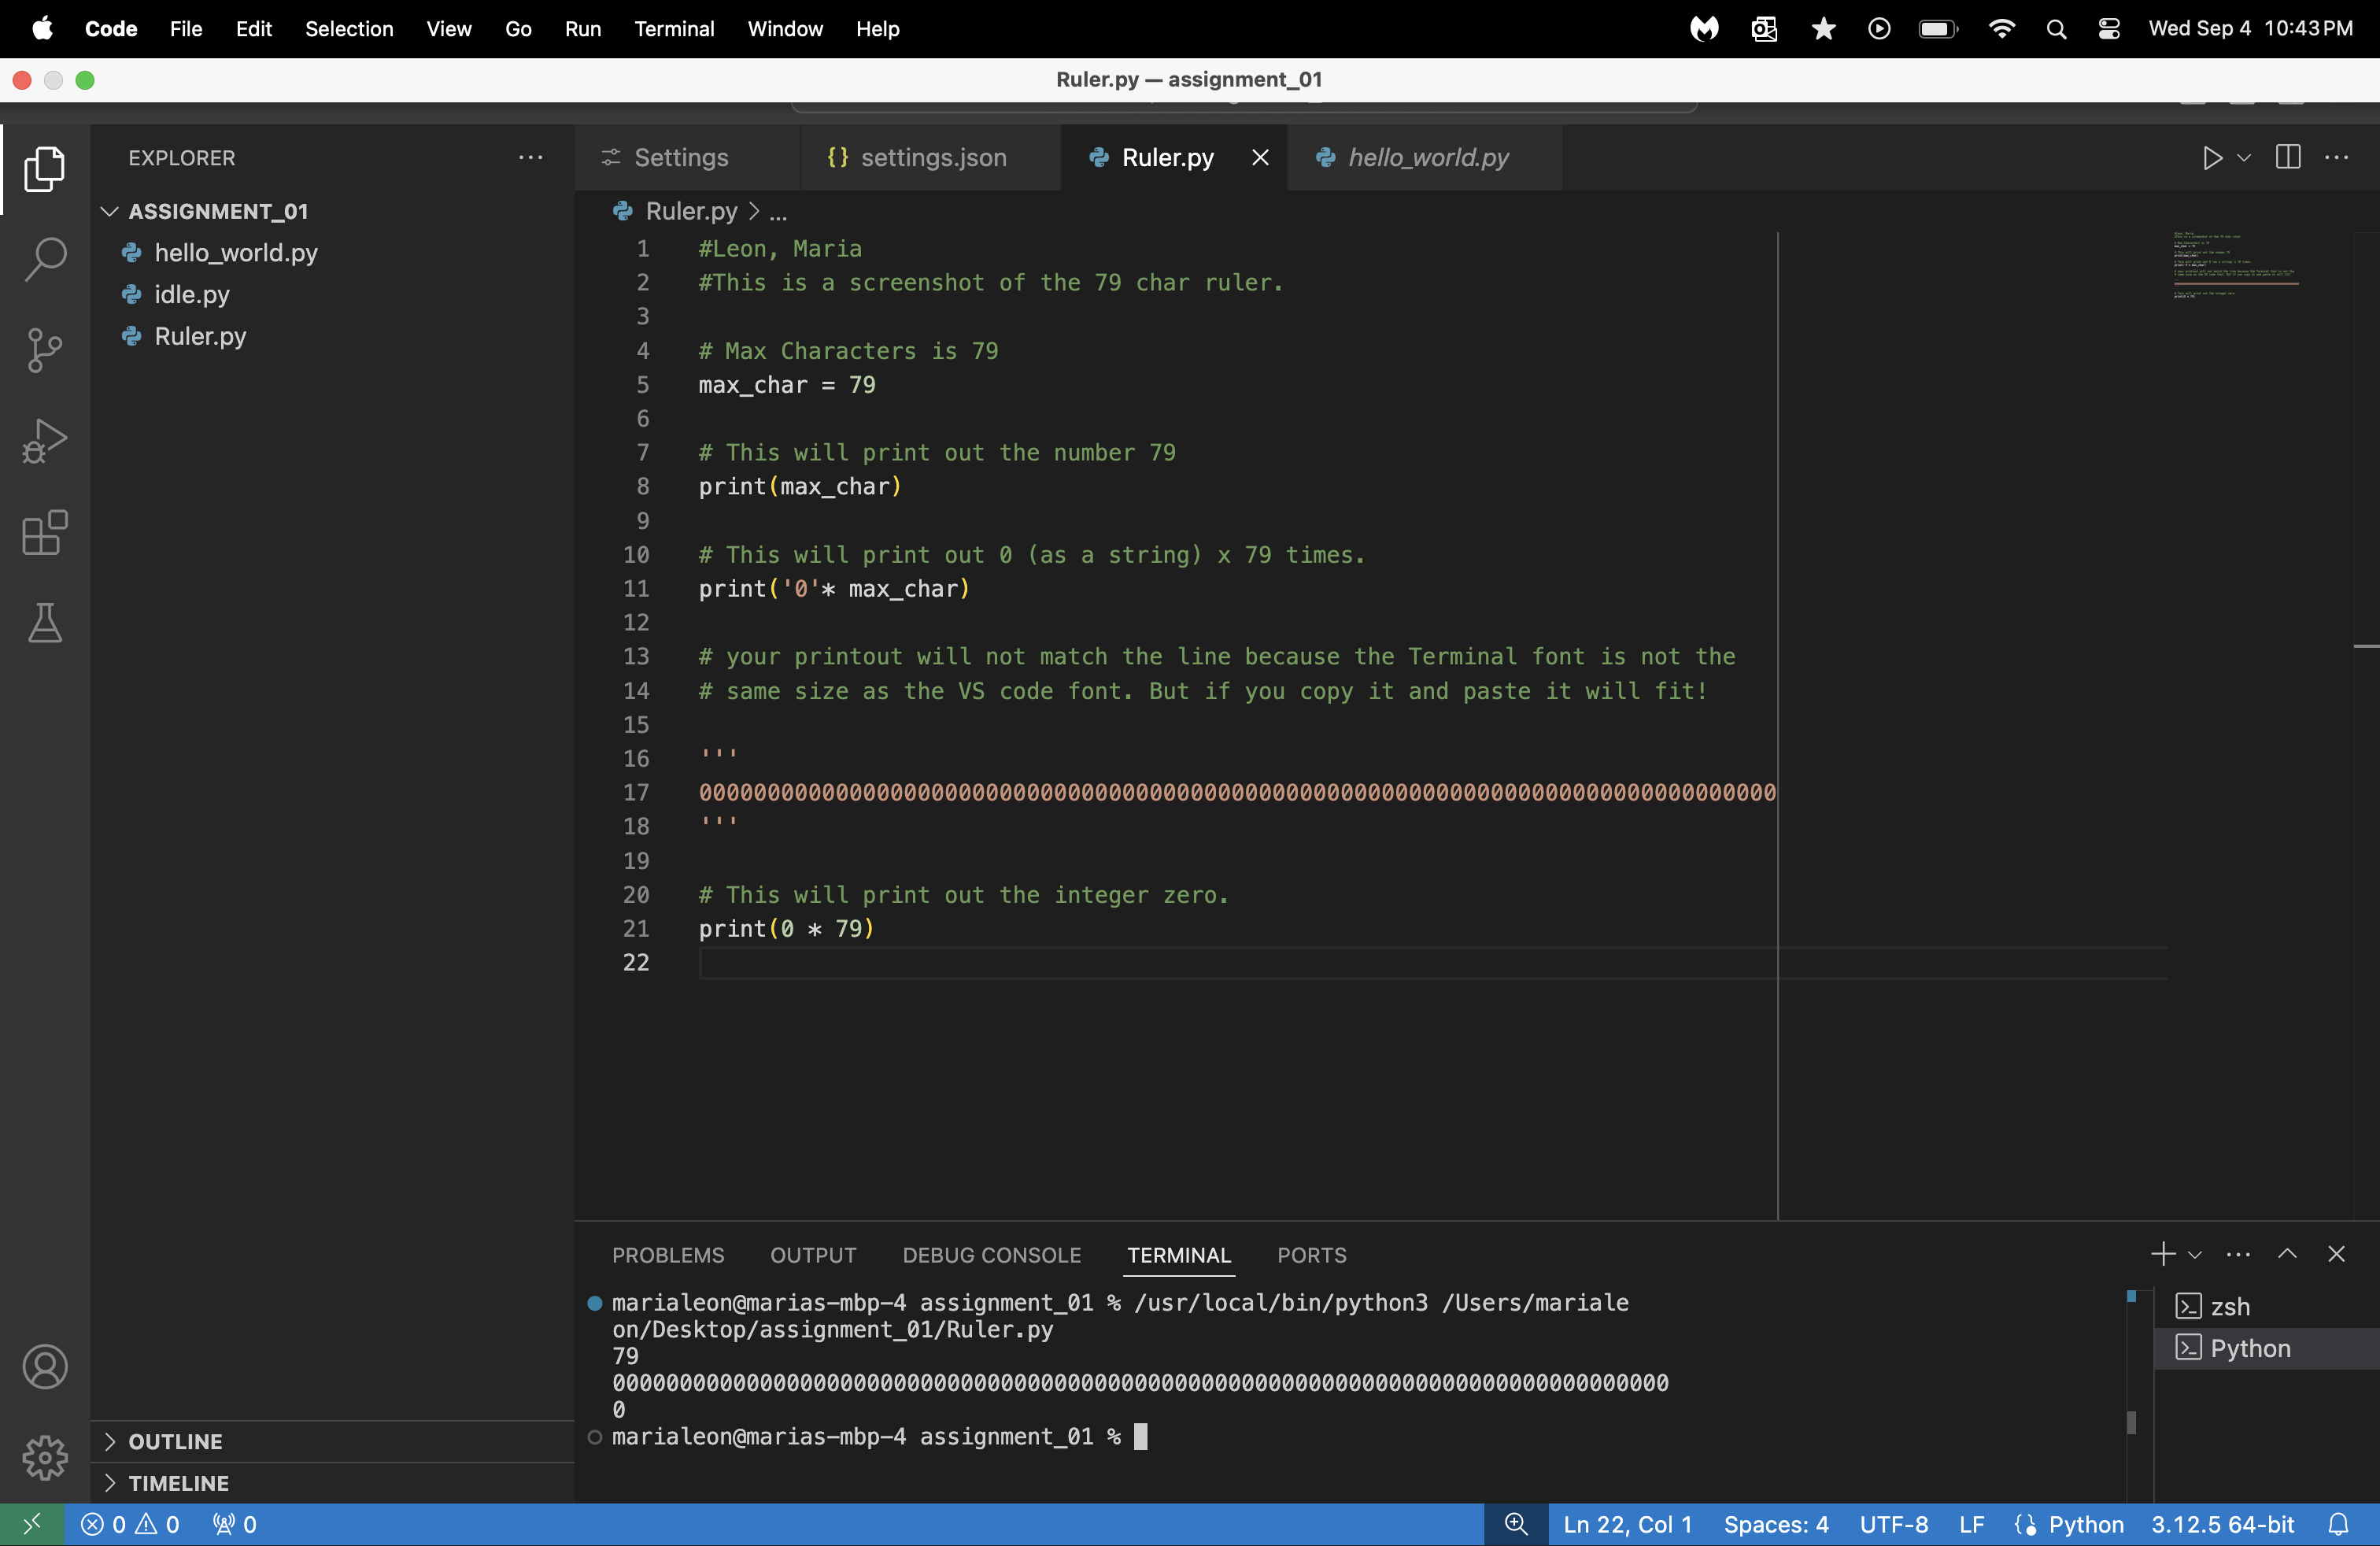 Code File Edit Selection View Go Run Terminal Window Help Wed Sep 4 10:43 PM
Ruler.py — assignment_01
EXPLORER
ASSIGNMENT_01
hello_world.py
idle.py
Ruler.py
OUTLINE
TIMELINE
Settings {} settings.json Ruler.py hello_world.py
Ruler.py > ...
1 #Leon, Maria
2 #This is a screenshot of the 79 char ruler.
3
4 # Max Characters is 79
5 max_char = 79
6
7 # This will print out the number 79
8 print(max_char)
9
10 # This will print out 0 (as a string) x 79 times.
11 print('0'* max_char)
12
13 # your printout will not match the line because the Terminal font is not the
14 # same size as the VS code font. But if you copy it and paste it will fit!
15
16 '''
17 0000000000000000000000000000000000000000000000000000000000000000000000000000000
18 '''
19
20 # This will print out the integer zero.
21 print(0 * 79)
22
PROBLEMS OUTPUT DEBUG CONSOLE TERMINAL PORTS
marialeon@marias-mbp-4 assignment_01 % /usr/local/bin/python3 /Users/mariale
on/Desktop/assignment_01/Ruler.py
79
0000000000000000000000000000000000000000000000000000000000000000000000000000000
0
marialeon@marias-mbp-4 assignment_01 %
zsh
Python
0 0 0 Ln 22, Col 1 Spaces: 4 UTF-8 LF Python 3.12.5 64-bit